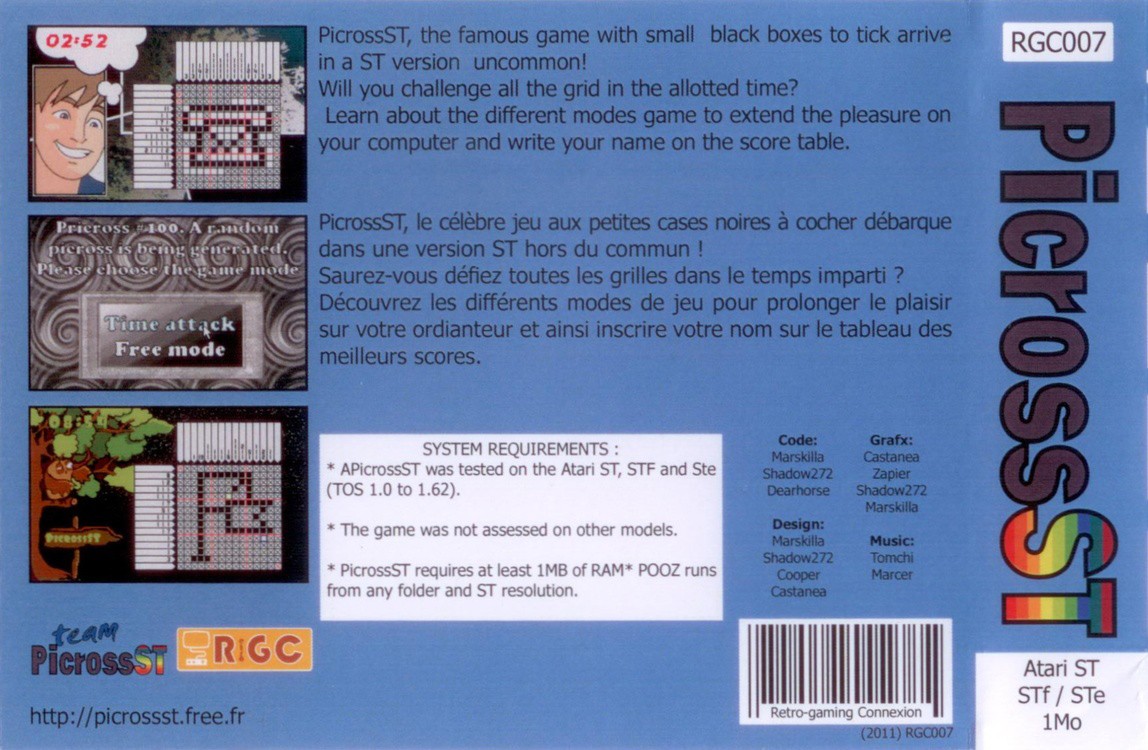 02:52
Pricross #100. A random
picross is being generated.
Please choose the game mode
Time attack
Free mode
08:50
PICROSSST
PicrossST, the famous game with small black boxes to tick arrive
in a ST version uncommon!
Will you challenge all the grid in the allotted time?
Learn about the different modes game to extend the pleasure on
your computer and write your name on the score table.
PicrossST, le célèbre jeu aux petites cases noires à cocher débarque
dans une version ST hors du commun !
Saurez-vous défiez toutes les grilles dans le temps imparti ?
Découvrez les différents modes de jeu pour prolonger le plaisir
sur votre ordianteur et ainsi inscrire votre nom sur le tableau des
meilleurs scores.
SYSTEM REQUIREMENTS :
* APicrossST was tested on the Atari ST, STF and Ste
(TOS 1.0 to 1.62).
* The game was not assessed on other models.
* PicrossST requires at least 1MB of RAM* POOZ runs
from any folder and ST resolution.
Code:
Marskilla
Shadow272
Dearhorse
Design:
Marskilla
Shadow272
Cooper
Castanea
Grafx:
Castanea
Zapier
Shadow272
Marskilla
Music:
Tomchi
Marcer
team
PicrossST
RGC
http://picrossst.free.fr
Retro-gaming Connexion
(2011) RGC007
RGC007
PicrossST
Atari ST
STf / STe
1Mo